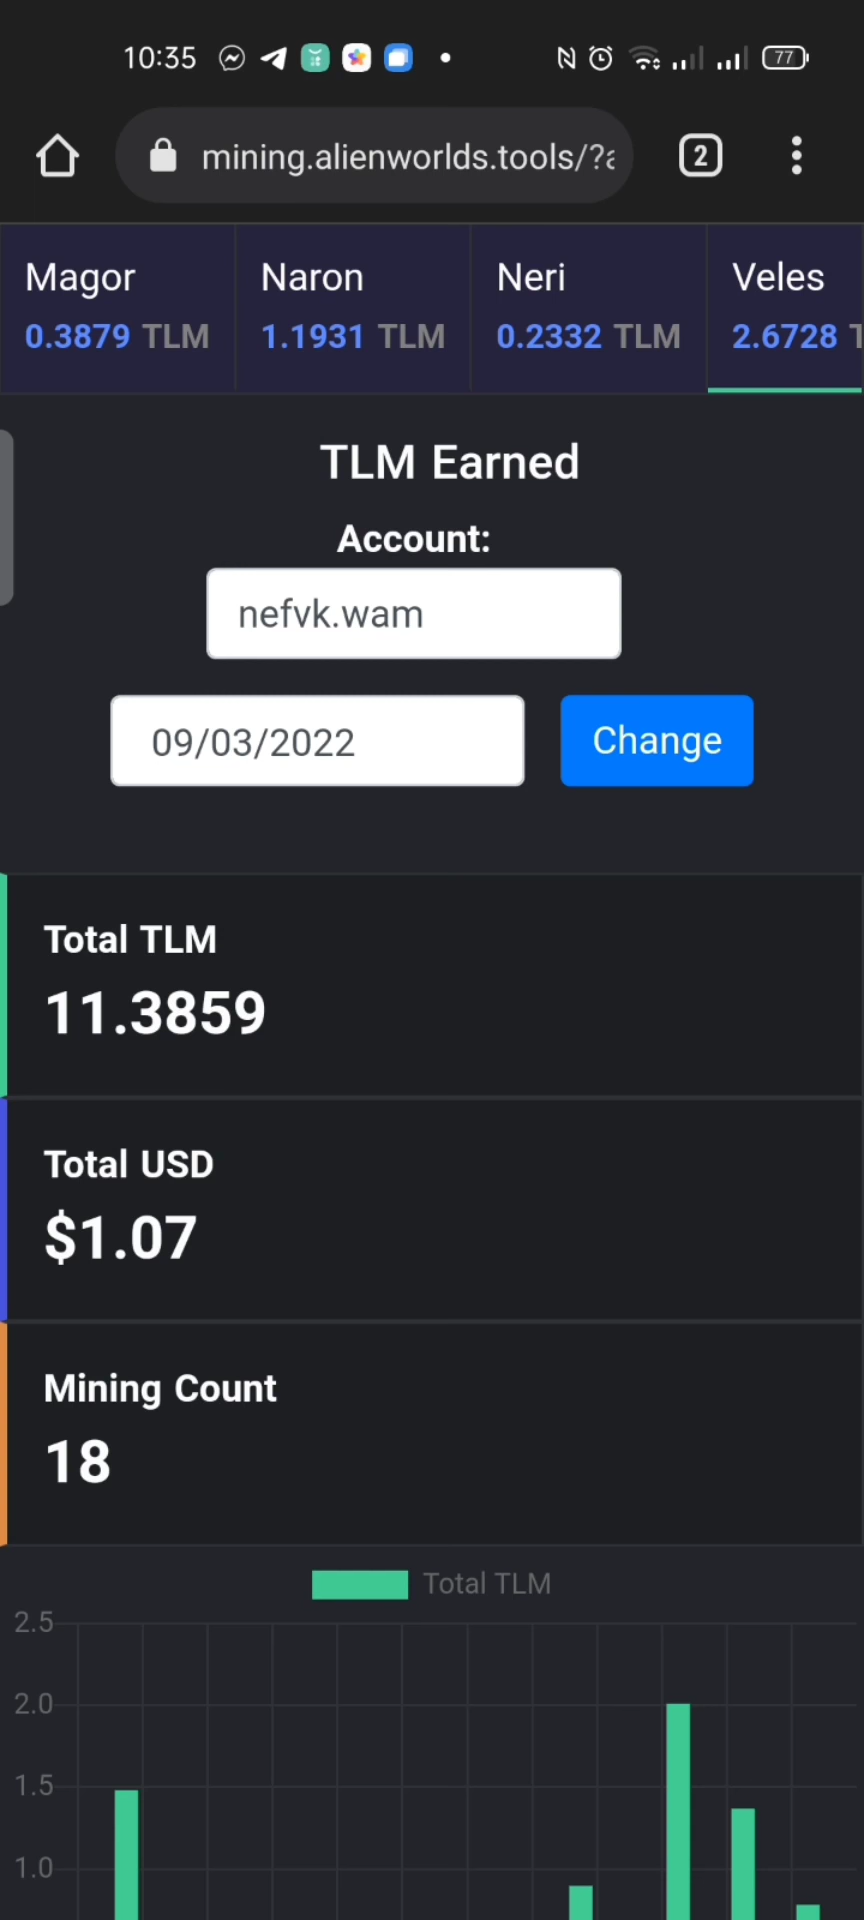 10:35
77
mining.alienworlds.tools/?a
2
Magor
Naron
Neri
Veles
0.3879 TLM
1.1931 TLM
0.2332 TLM
2.6728 T
TLM Earned
Account:
nefvk.wam
09/03/2022
Change
Total TLM
11.3859
Total USD
$1.07
Mining Count
18
Total TLM
2.5
2.0
1.5
1.0